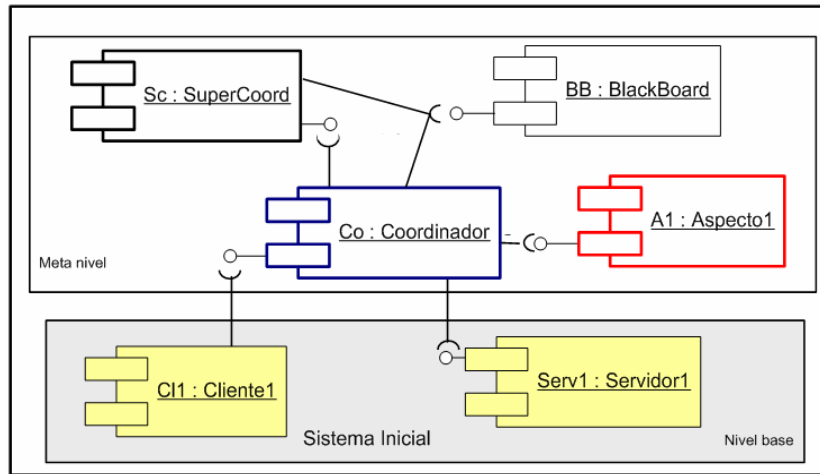 Sc : SuperCoord
BB : BlackBoard
Co : Coordinador
A1 : Aspecto1
Meta nivel
Cl1 : Cliente1
Serv1 : Servidor1
Sistema Inicial
Nivel base